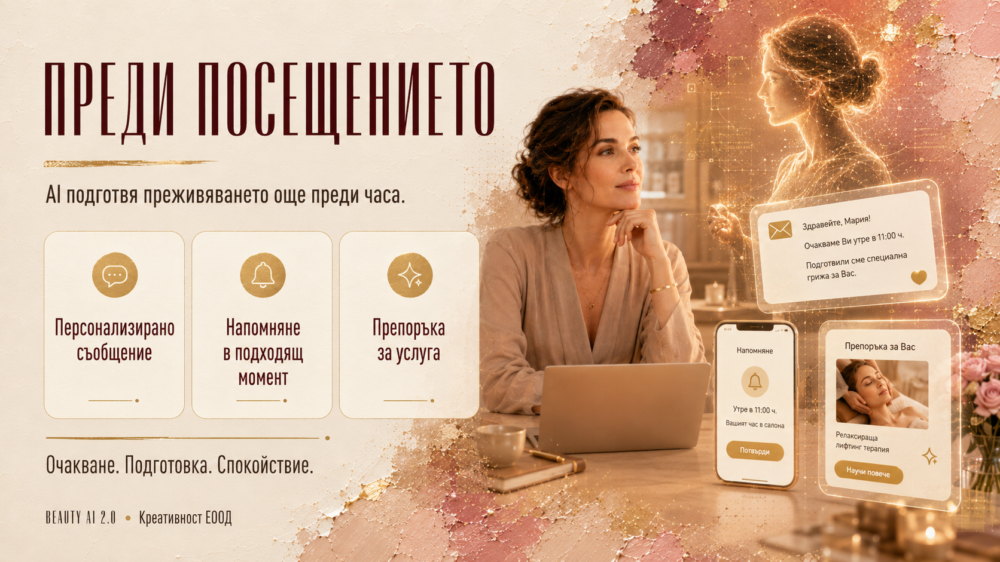 ПРЕДИ ПОСЕЩЕНИЕТО
AI подготвя преживяването още преди часа.
Персонализирано
съобщение
Напомняне
в подходящ
момент
Препоръка
за услуга
Очакване. Подготовка. Спокойствие.
BEAUTY AI 2.0 • Креативност ЕООД
Здравейте, Мария!
Очакваме Ви утре в 11:00 ч.
Подготвили сме специална
грижа за Вас.
Напомняне
Утре в 11:00 ч.
Вашият час в салона
Потвърди
Препоръка за Вас
Релаксираща
лифтинг терапия
Научи повече